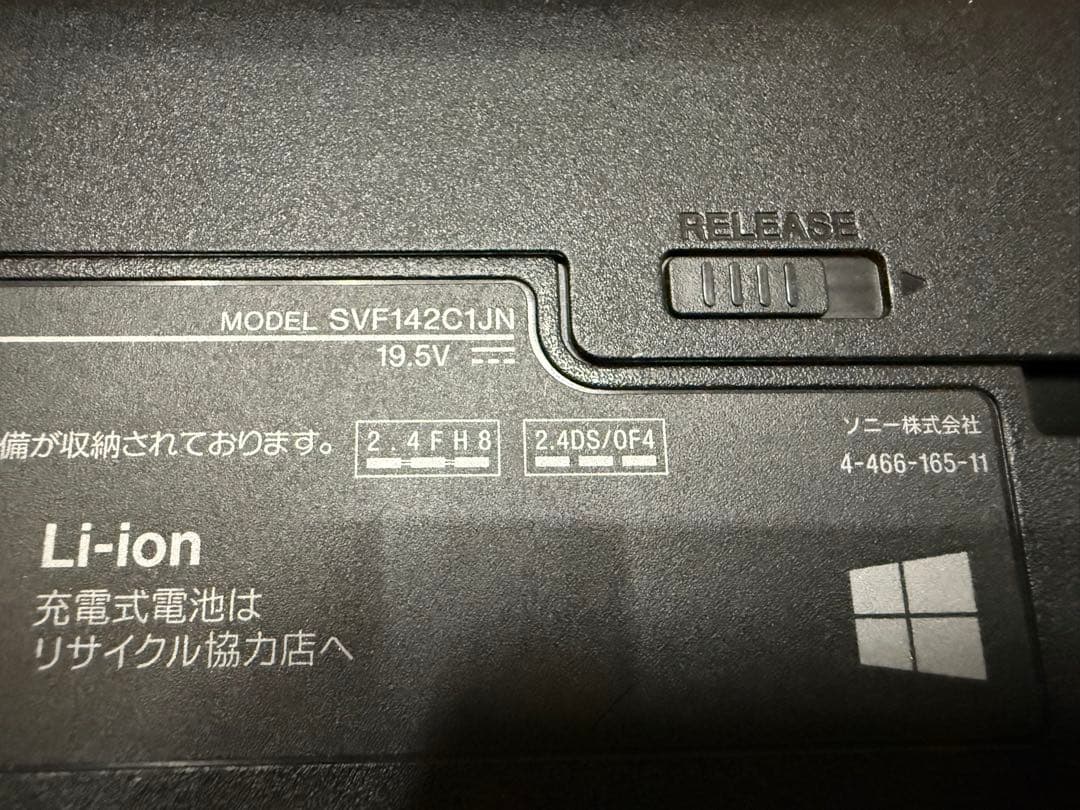 RELEASE
MODEL SVF142C1JN
19.5V
備が収納されております。 2.4FH8 2.4DS/OF4
ソニー株式会社
4-466-165-11
Li-ion
充電式電池は
リサイクル協力店へ